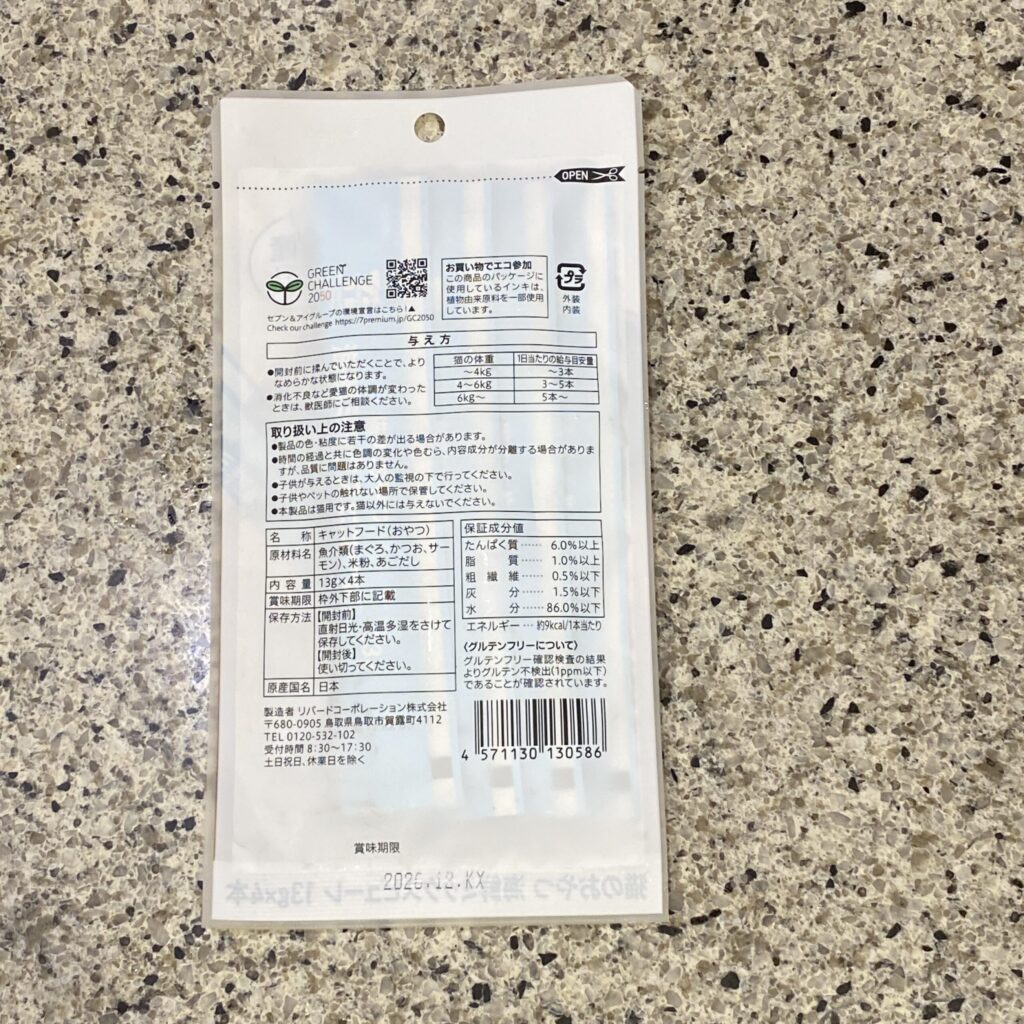 OPEN
GREEN
CHALLENGE
2050
セブン&アイグループの環境宣言はこちら!▲
Check our challenge https://7premium.jp/GC2050
お買い物でエコ参加
この商品のパッケージに
使用しているインキは、
植物由来原料を一部使用
しています。
プラ
外装
内装
与え方
●開封前に揉んでいただくことで、より
なめらかな状態になります。
●消化不良など愛猫の体調が変わった
ときは、獣医師にご相談ください。
猫の体重 1日当たりの給与目安量
〜4kg 〜3本
4〜6kg 3〜5本
6kg〜 5本〜
取り扱い上の注意
●製品の色・粘度に若干の差が出る場合があります。
●時間の経過と共に色調の変化や色むら、内容成分が分離する場合がありま
すが、品質に問題はありません。
●子供が与えるときは、大人の監視の下で行ってください。
●子供やペットの触れない場所で保管してください。
●本製品は猫用です。猫以外には与えないでください。
名称 キャットフード(おやつ)
原材料名 魚介類(まぐろ、かつお、サー
モン)、米粉、あごだし
内容量 13g×4本
賞味期限 枠外下部に記載
保存方法 【開封前】
直射日光・高温多湿をさけて
保存してください。
【開封後】
使い切ってください。
原産国名 日本
保証成分値
たんぱく質…… 6.0%以上
脂質…… 1.0%以上
粗繊維…… 0.5%以下
灰分…… 1.5%以下
水分…… 86.0%以下
エネルギー… 約9kcal/1本当たり
〈グルテンフリーについて〉
グルテンフリー確認検査の結果
よりグルテン不検出(1ppm以下)
であることが確認されています。
製造者 リバードコーポレーション株式会社
〒680-0905 鳥取県鳥取市賀露町4112
TEL 0120-532-102
受付時間 8:30〜17:30
土日祝日、休業日を除く
4 571130 130586
賞味期限
2026.12.KX
猫のおやつ 海鮮ミックスピューレ 13g×4本